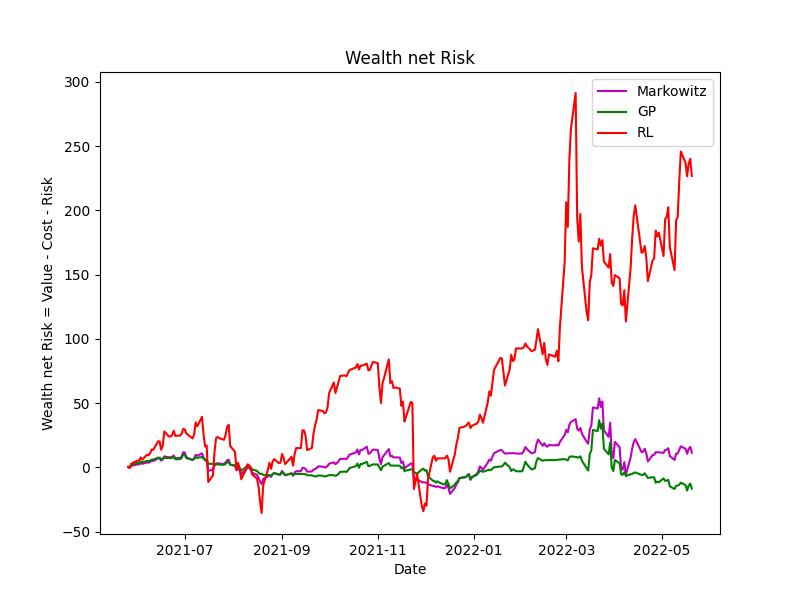 Wealth net Risk
Markowitz
GP
RL
Wealth net Risk = Value - Cost - Risk
300
250
200
150
100
50
0
−50
2021-07
2021-09
2021-11
2022-01
2022-03
2022-05
Date